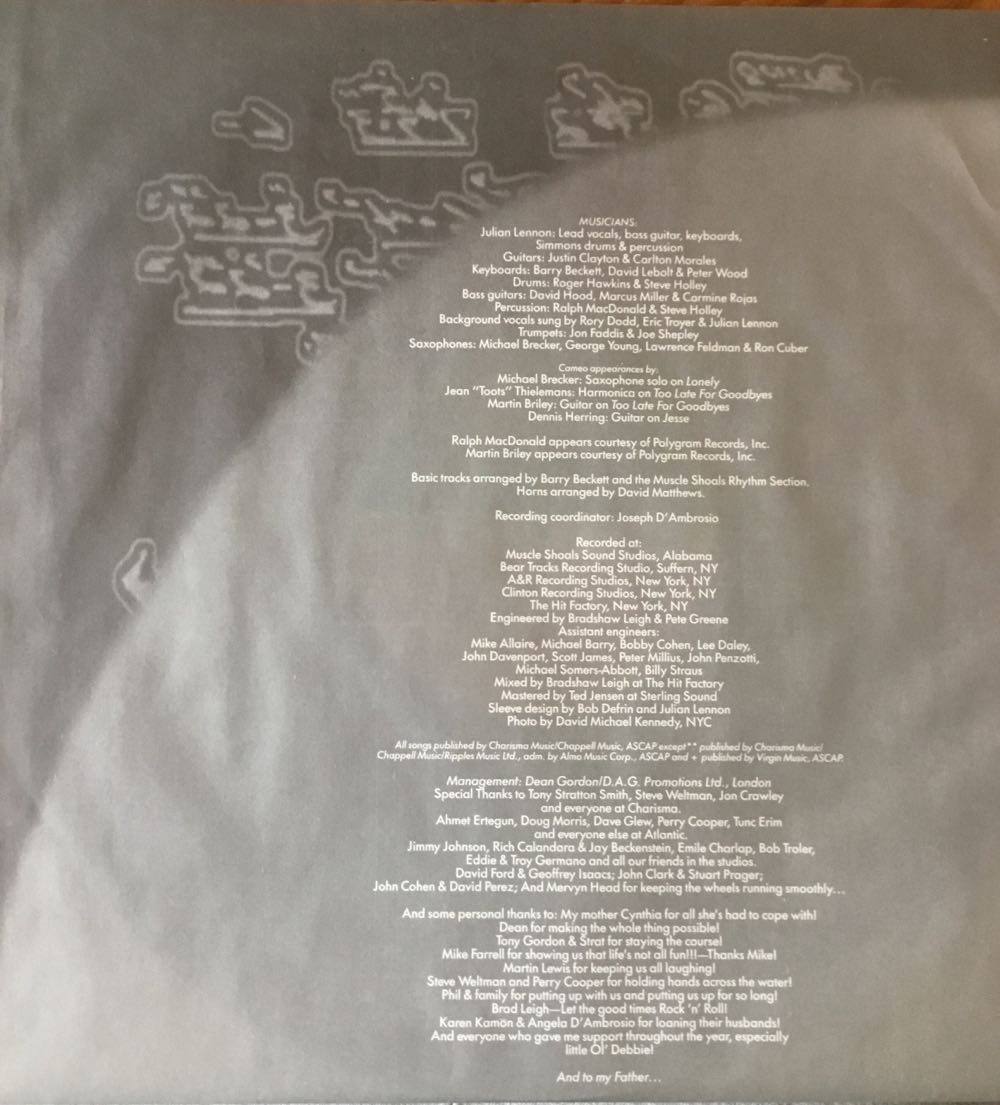 MUSICIANS:
Julian Lennon: Lead vocals, bass guitar, keyboards,
Simmons drums & percussion
Guitars: Justin Clayton & Carlton Morales
Keyboards: Barry Beckett, David Lebolt & Peter Wood
Drums: Roger Hawkins & Steve Holley
Bass guitars: David Hood, Marcus Miller & Carmine Rojas
Percussion: Ralph MacDonald & Steve Holley
Background vocals sung by Rory Dodd, Eric Troyer & Julian Lennon
Trumpets: Jon Faddis & Joe Shepley
Saxophones: Michael Brecker, George Young, Lawrence Feldman & Ron Cuber
Cameo appearances by:
Michael Brecker: Saxophone solo on Lonely
Jean "Toots" Thielemans: Harmonica on Too Late For Goodbyes
Martin Briley: Guitar on Too Late For Goodbyes
Dennis Herring: Guitar on Jesse
Ralph MacDonald appears courtesy of Polygram Records, Inc.
Martin Briley appears courtesy of Polygram Records, Inc.
Basic tracks arranged by Barry Beckett and the Muscle Shoals Rhythm Section.
Horns arranged by David Matthews.
Recording coordinator: Joseph D'Ambrosio
Recorded at:
Muscle Shoals Sound Studios, Alabama
Bear Tracks Recording Studio, Suffern, NY
A&R Recording Studios, New York, NY
Clinton Recording Studios, New York, NY
The Hit Factory, New York, NY
Engineered by Bradshaw Leigh & Pete Greene
Assistant engineers:
Mike Allaire, Michael Barry, Bobby Cohen, Lee Daley,
John Davenport, Scott James, Peter Millius, John Penzotti,
Michael Somers-Abbott, Billy Straus
Mixed by Bradshaw Leigh at The Hit Factory
Mastered by Ted Jensen at Sterling Sound
Sleeve design by Bob Defrin and Julian Lennon
Photo by David Michael Kennedy, NYC
All songs published by Charisma Music/Chappell Music, ASCAP except** published by Charisma Music/
Chappell Music/Ripples Music Ltd., adm. by Almo Music Corp., ASCAP and + published by Virgin Music, ASCAP.
Management: Dean Gordon/D.A.G. Promotions Ltd., London
Special Thanks to Tony Stratton Smith, Steve Weltman, Jon Crawley
and everyone at Charisma.
Ahmet Ertegun, Doug Morris, Dave Glew, Perry Cooper, Tunc Erim
and everyone else at Atlantic.
Jimmy Johnson, Rich Calandara & Jay Beckenstein, Emile Charlap, Bob Troler,
Eddie & Troy Germano and all our friends in the studios.
David Ford & Geoffrey Isaacs; John Clark & Stuart Prager;
John Cohen & David Perez; And Mervyn Head for keeping the wheels running smoothly...
And some personal thanks to: My mother Cynthia for all she's had to cope with!
Dean for making the whole thing possible!
Tony Gordon & Strat for staying the course!
Mike Farrell for showing us that life's not all fun!!!—Thanks Mike!
Martin Lewis for keeping us all laughing!
Steve Weltman and Perry Cooper for holding hands across the water!
Phil & family for putting up with us and putting us up for so long!
Brad Leigh—Let the good times Rock 'n' Roll!
Karen Kamön & Angela D'Ambrosio for loaning their husbands!
And everyone who gave me support throughout the year, especially
little Ol' Debbie!
And to my Father...